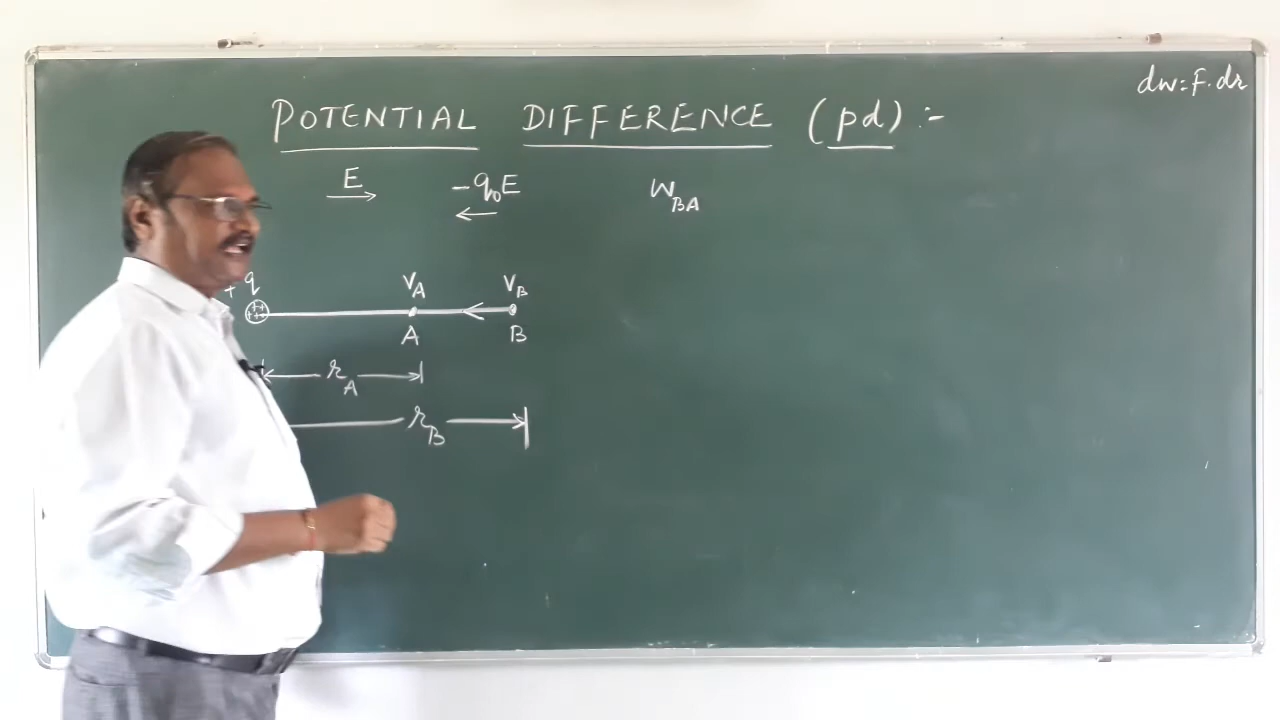 dw=F.dr
POTENTIAL DIFFERENCE (pd) :-
E
-q₀E
W_BA
+ q
V_A
V_B
++
++
A
B
r_A
r_B